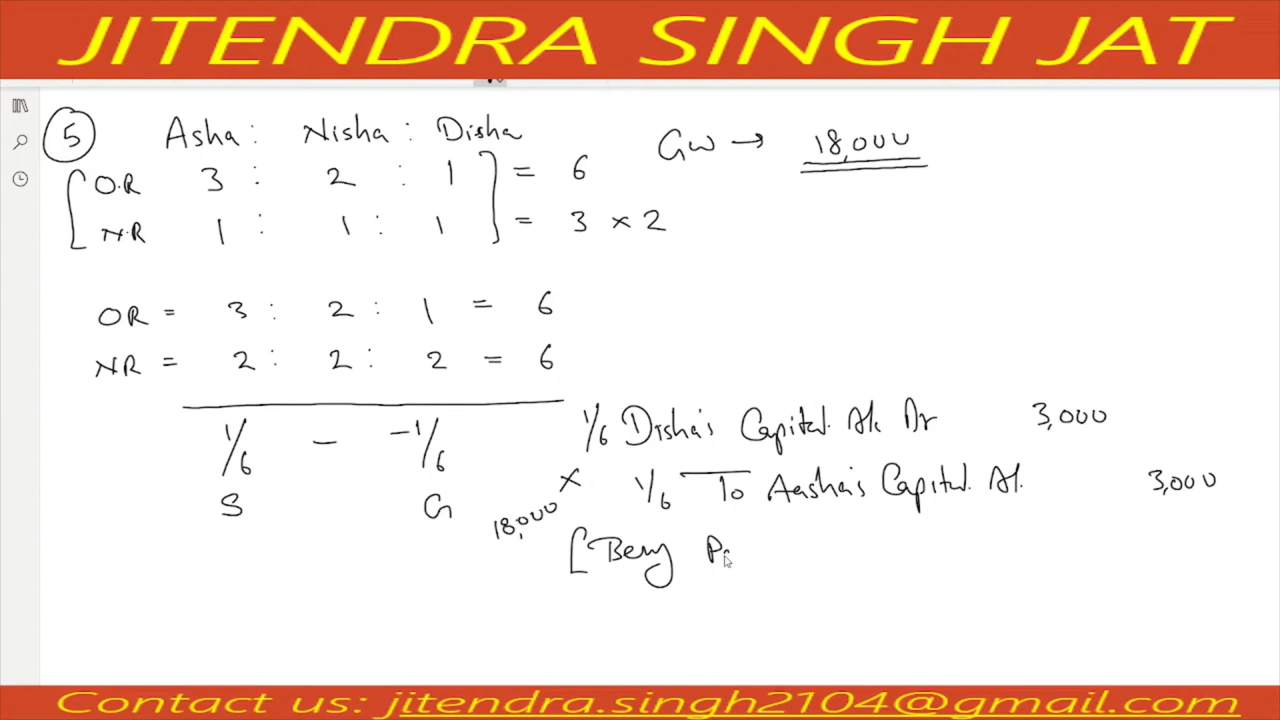 JITENDRA SINGH JAT
5 Asha : Nisha : Disha GW → 18,000
O.R 3 : 2 : 1 = 6
N.R 1 : 1 : 1 = 3 × 2
OR = 3 : 2 : 1 = 6
NR = 2 : 2 : 2 = 6
1/6 – -1/6
S G
1/6 Disha's Capital A/c Dr 3,000
18,000 × 1/6 To Aasha's Capital A/c 3,000
[Being
Contact us: jitendra.singh2104@gmail.com